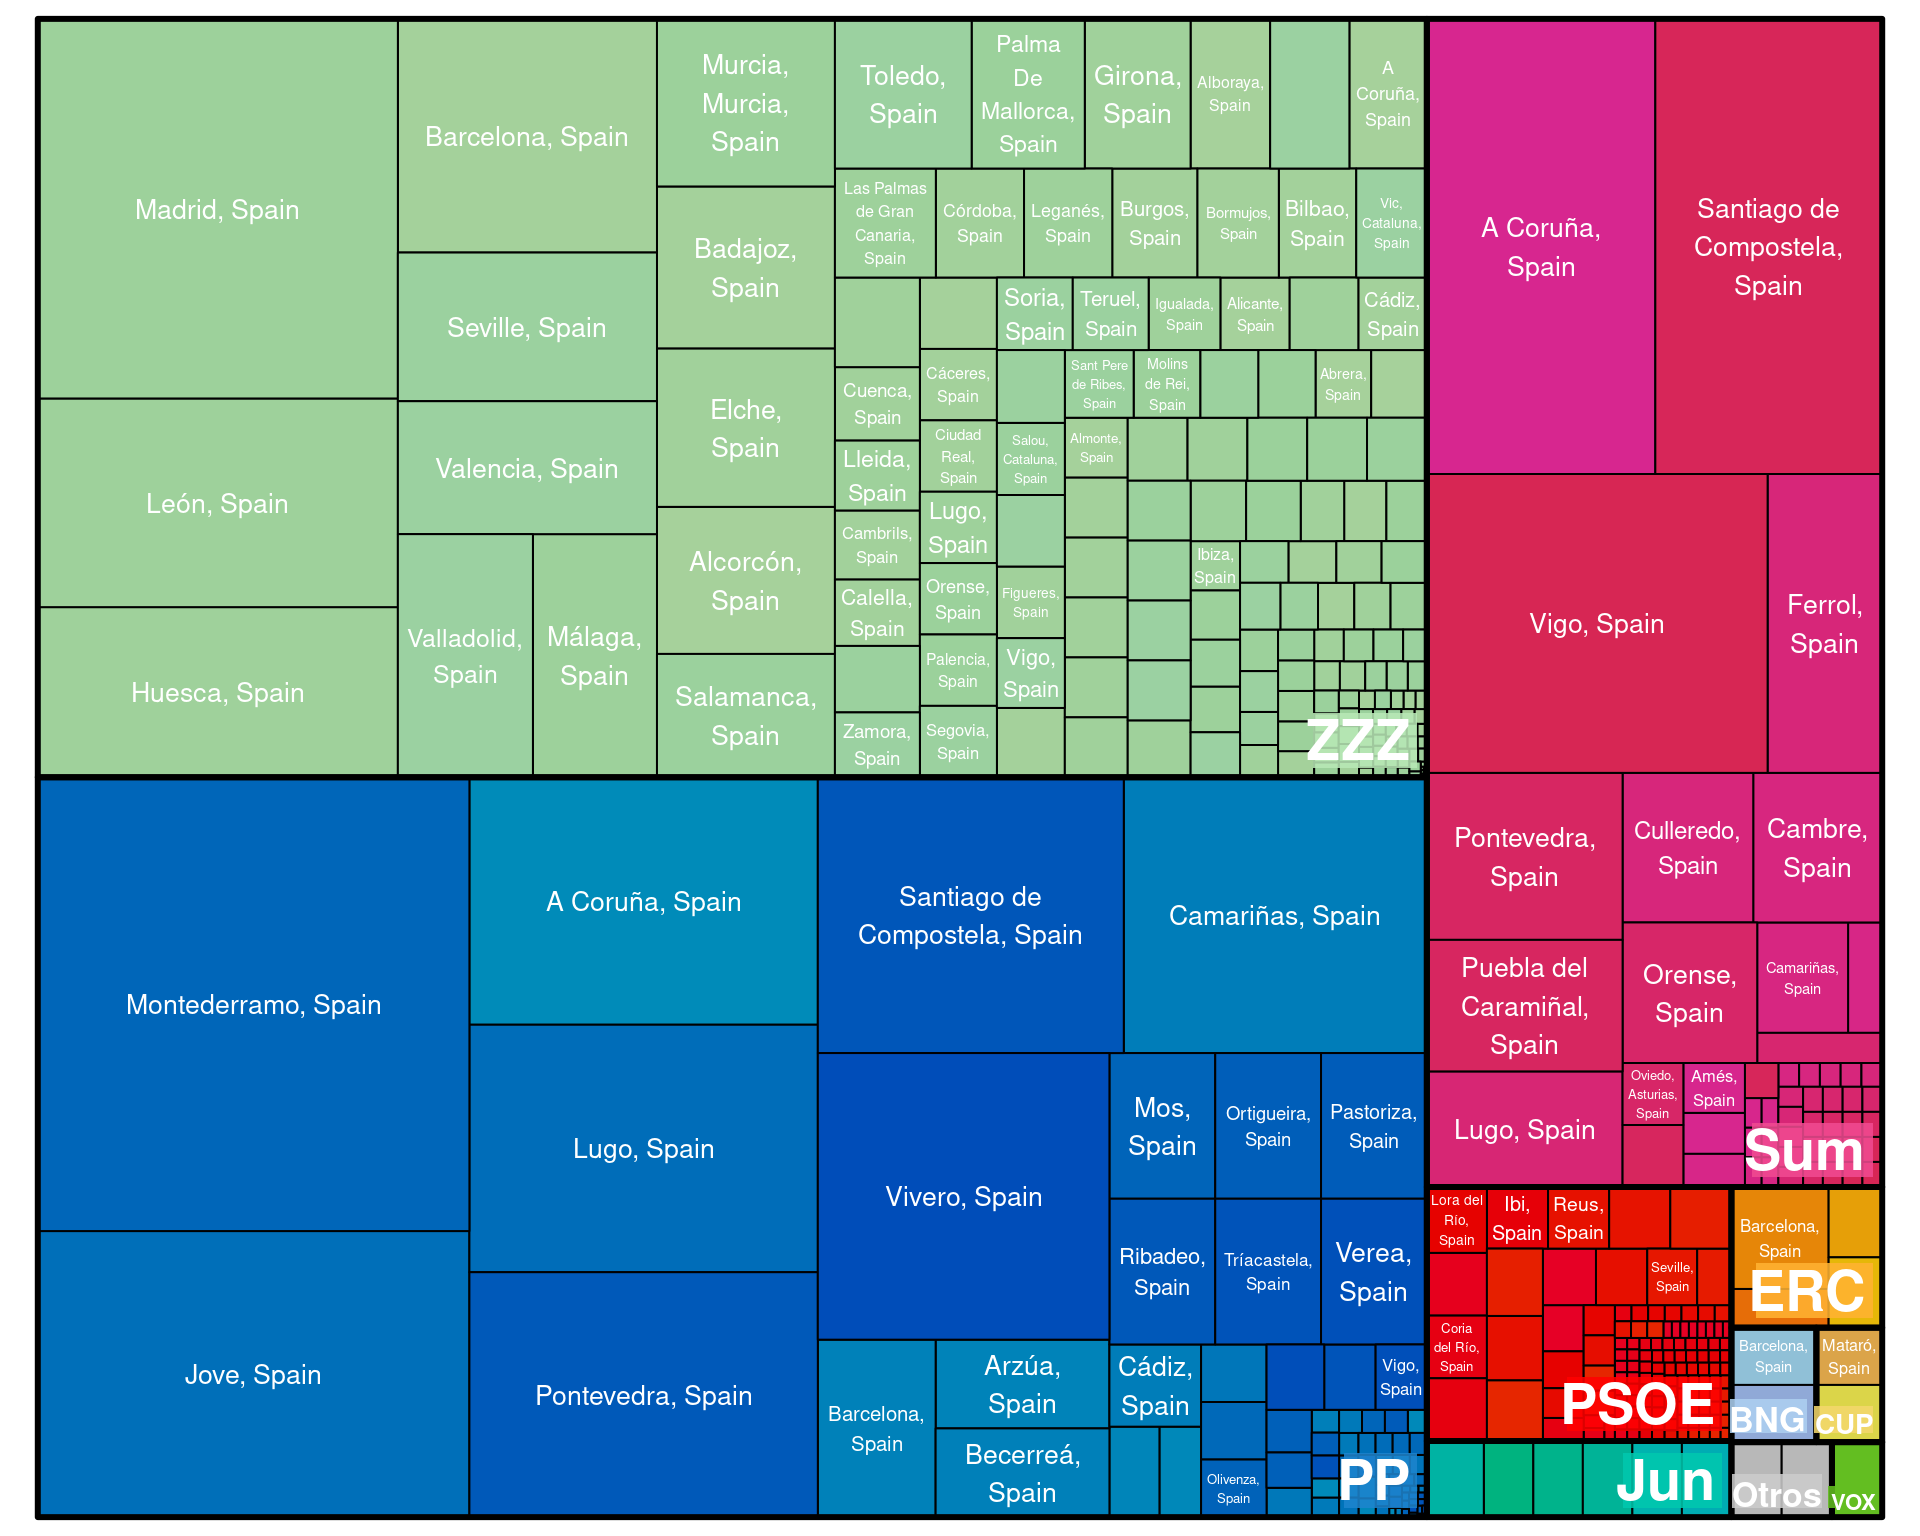 Madrid, Spain
León, Spain
Huesca, Spain
Barcelona, Spain
Seville, Spain
Valencia, Spain
Valladolid,
Spain
Málaga,
Spain
Murcia,
Murcia,
Spain
Badajoz,
Spain
Elche,
Spain
Alcorcón,
Spain
Salamanca,
Spain
Toledo,
Spain
Palma
De
Mallorca,
Spain
Girona,
Spain
Alboraya,
Spain
A
Coruña,
Spain
Las Palmas
de Gran
Canaria,
Spain
Córdoba,
Spain
Leganés,
Spain
Burgos,
Spain
Bormujos,
Spain
Bilbao,
Spain
Vic,
Cataluna,
Spain
Cuenca,
Spain
Lleida,
Spain
Cambrils,
Spain
Calella,
Spain
Zamora,
Spain
Cáceres,
Spain
Ciudad
Real,
Spain
Lugo,
Spain
Orense,
Spain
Palencia,
Spain
Segovia,
Spain
Soria,
Spain
Teruel,
Spain
Igualada,
Spain
Alicante,
Spain
Cádiz,
Spain
Salou,
Cataluna,
Spain
Figueres,
Spain
Vigo,
Spain
Sant Pere
de Ribes,
Spain
Molins
de Rei,
Spain
Abrera,
Spain
Almonte,
Spain
Ibiza,
Spain
ZZZ
Montederramo, Spain
Jove, Spain
A Coruña, Spain
Lugo, Spain
Pontevedra, Spain
Santiago de
Compostela, Spain
Camariñas, Spain
Vivero, Spain
Mos,
Spain
Ortigueira,
Spain
Pastoriza,
Spain
Ribadeo,
Spain
Tríacastela,
Spain
Verea,
Spain
Barcelona,
Spain
Arzúa,
Spain
Becerreá,
Spain
Cádiz,
Spain
Olivenza,
Spain
Vigo,
Spain
PP
A Coruña,
Spain
Santiago de
Compostela,
Spain
Vigo, Spain
Ferrol,
Spain
Pontevedra,
Spain
Culleredo,
Spain
Cambre,
Spain
Puebla del
Caramiñal,
Spain
Orense,
Spain
Camariñas,
Spain
Lugo, Spain
Oviedo,
Asturias,
Spain
Amés,
Spain
Sum
Lora del
Río,
Spain
Ibi,
Spain
Reus,
Spain
Seville,
Spain
Coria
del Río,
Spain
PSOE
Barcelona,
Spain
ERC
Barcelona,
Spain
BNG
Mataró,
Spain
CUP
Jun
Otros
VOX